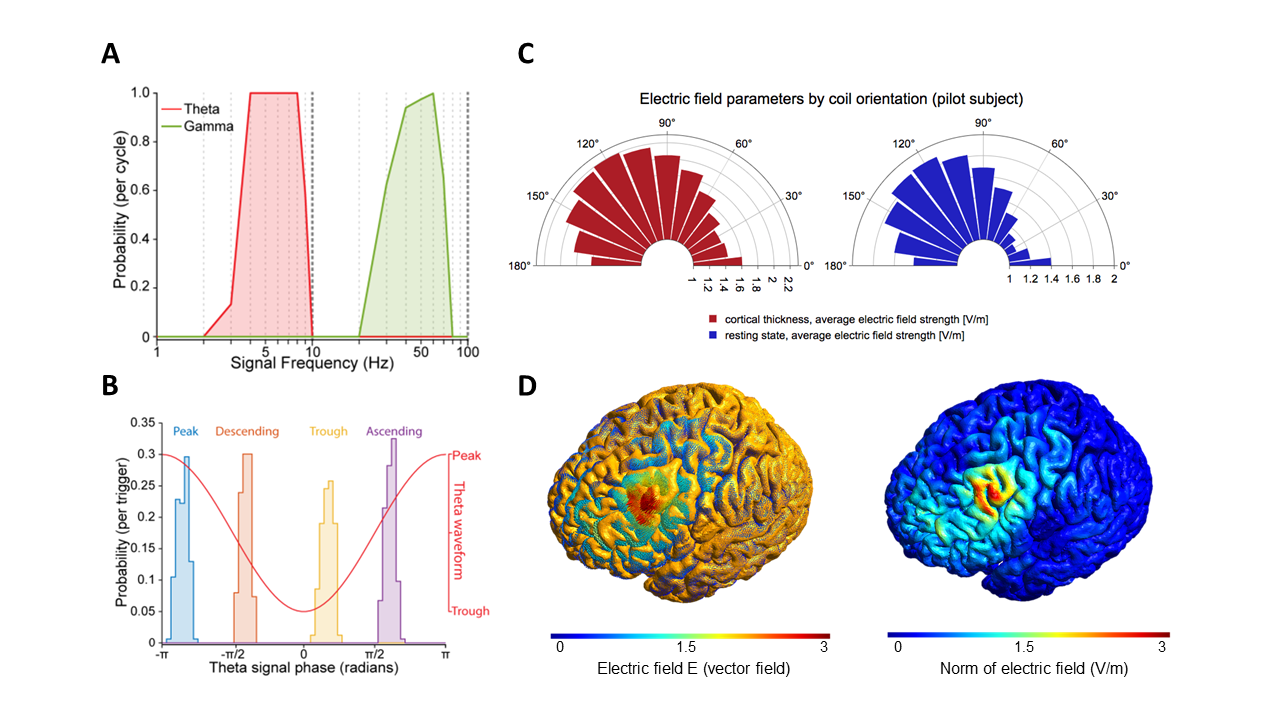 A
1.0
0.8
0.6
0.4
0.2
0
Probability (per cycle)
Theta
Gamma
1
5
10
50
100
Signal Frequency (Hz)
B
0.35
0.3
0.25
0.2
0.15
0.1
0.05
0
Probability (per trigger)
Peak
Descending
Trough
Ascending
Peak
Theta waveform
Trough
-π
-π/2
0
π/2
π
Theta signal phase (radians)
C
Electric field parameters by coil orientation (pilot subject)
90°
120°
60°
150°
30°
180°
0°
1
1.2
1.4
1.6
1.8
2
2.2
90°
120°
60°
150°
30°
180°
0°
1
1.2
1.4
1.6
1.8
2
cortical thickness, average electric field strength [V/m]
resting state, average electric field strength [V/m]
D
0
1.5
3
Electric field E (vector field)
0
1.5
3
Norm of electric field (V/m)